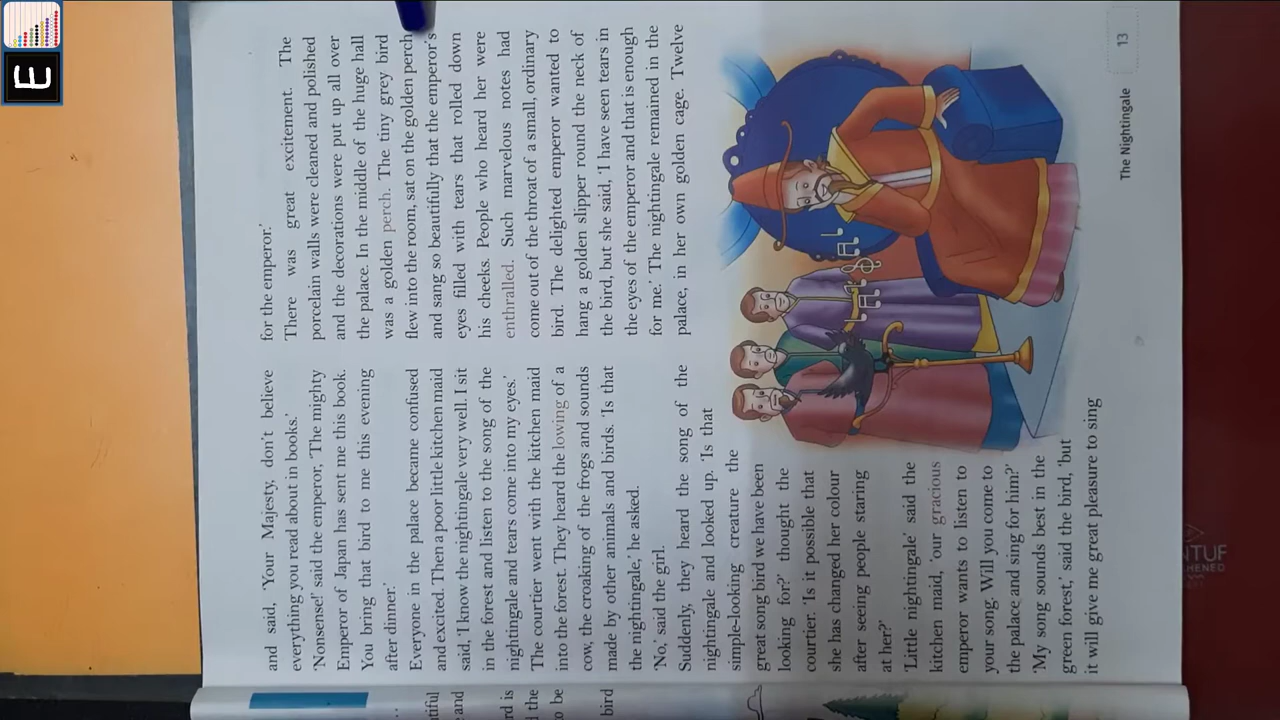 and said, 'Your Majesty, don't believe
everything you read about in books.'
'Nonsense!' said the emperor, 'The mighty
Emperor of Japan has sent me this book.
You bring that bird to me this evening
after dinner.'
Everyone in the palace became confused
and excited. Then a poor little kitchen maid
said, 'I know the nightingale very well. I sit
in the forest and listen to the song of the
nightingale and tears come into my eyes.'
The courtier went with the kitchen maid
into the forest. They heard the lowing of a
cow, the croaking of the frogs and sounds
made by other animals and birds. 'Is that
the nightingale,' he asked.
'No,' said the girl.
Suddenly, they heard the song of the
nightingale and looked up. 'Is that
simple-looking creature the
great song bird we have been
looking for?' thought the
courtier. 'Is it possible that
she has changed her colour
after seeing people staring
at her?'
'Little nightingale' said the
kitchen maid, 'our gracious
emperor wants to listen to
your song. Will you come to
the palace and sing for him?'
'My song sounds best in the
green forest,' said the bird, 'but
it will give me great pleasure to sing
for the emperor.'
There was great excitement. The
porcelain walls were cleaned and polished
and the decorations were put up all over
the palace. In the middle of the huge hall
was a golden perch. The tiny grey bird
flew into the room, sat on the golden perch
and sang so beautifully that the emperor's
eyes filled with tears that rolled down
his cheeks. People who heard her were
enthralled. Such marvelous notes had
come out of the throat of a small, ordinary
bird. The delighted emperor wanted to
hang a golden slipper round the neck of
the bird, but she said, 'I have seen tears in
the eyes of the emperor and that is enough
for me.' The nightingale remained in the
palace, in her own golden cage. Twelve
The Nightingale 13
and
rd is
bird
E
NTUF
HENED